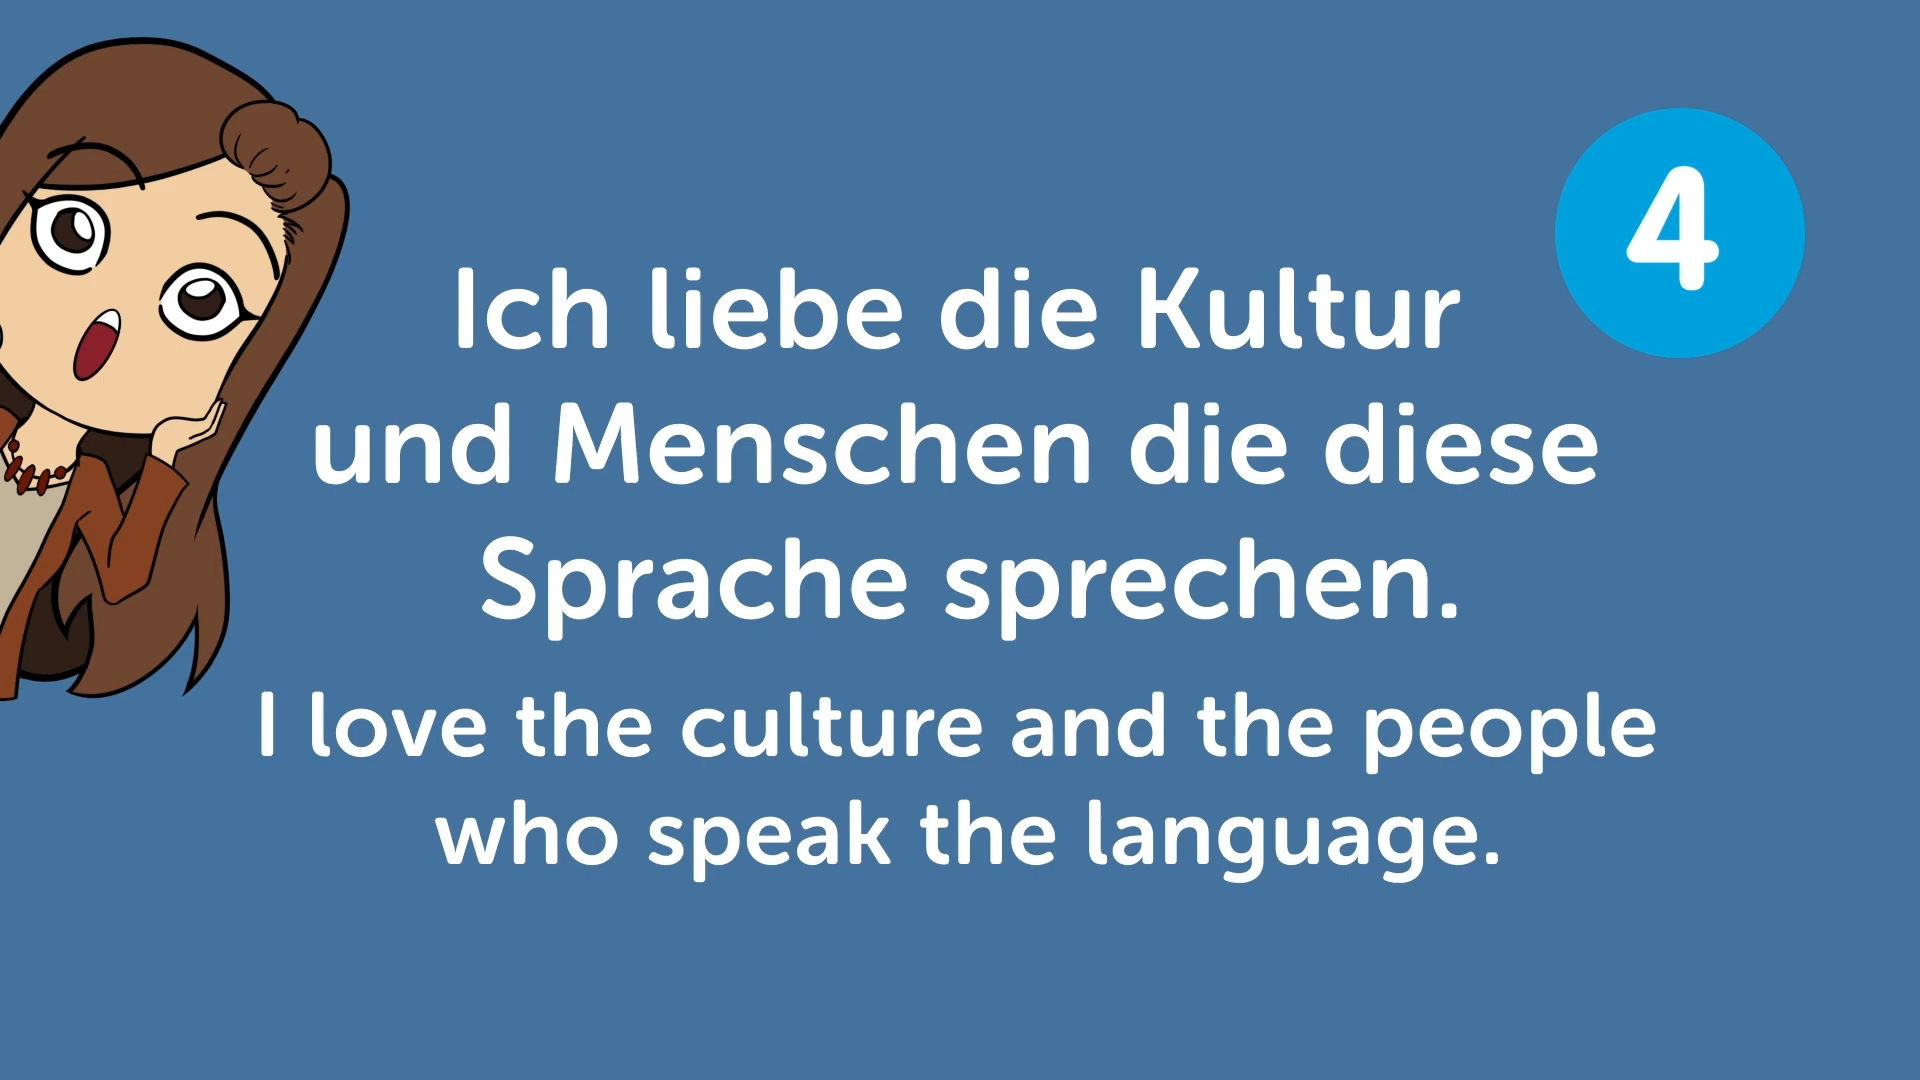 4
Ich liebe die Kultur
und Menschen die diese
Sprache sprechen.
I love the culture and the people
who speak the language.